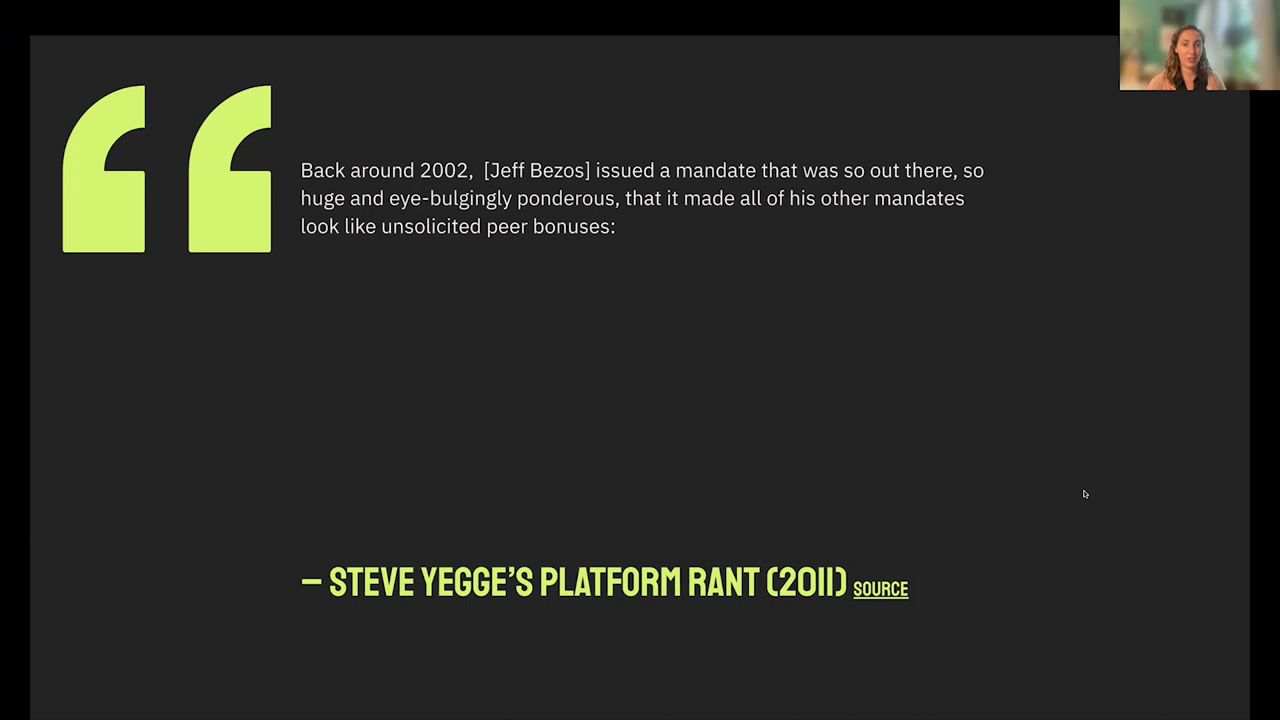 Back around 2002,  [Jeff Bezos] issued a mandate that was so out there, so
huge and eye-bulgingly ponderous, that it made all of his other mandates
look like unsolicited peer bonuses:
– STEVE YEGGE’S PLATFORM RANT (2011) SOURCE